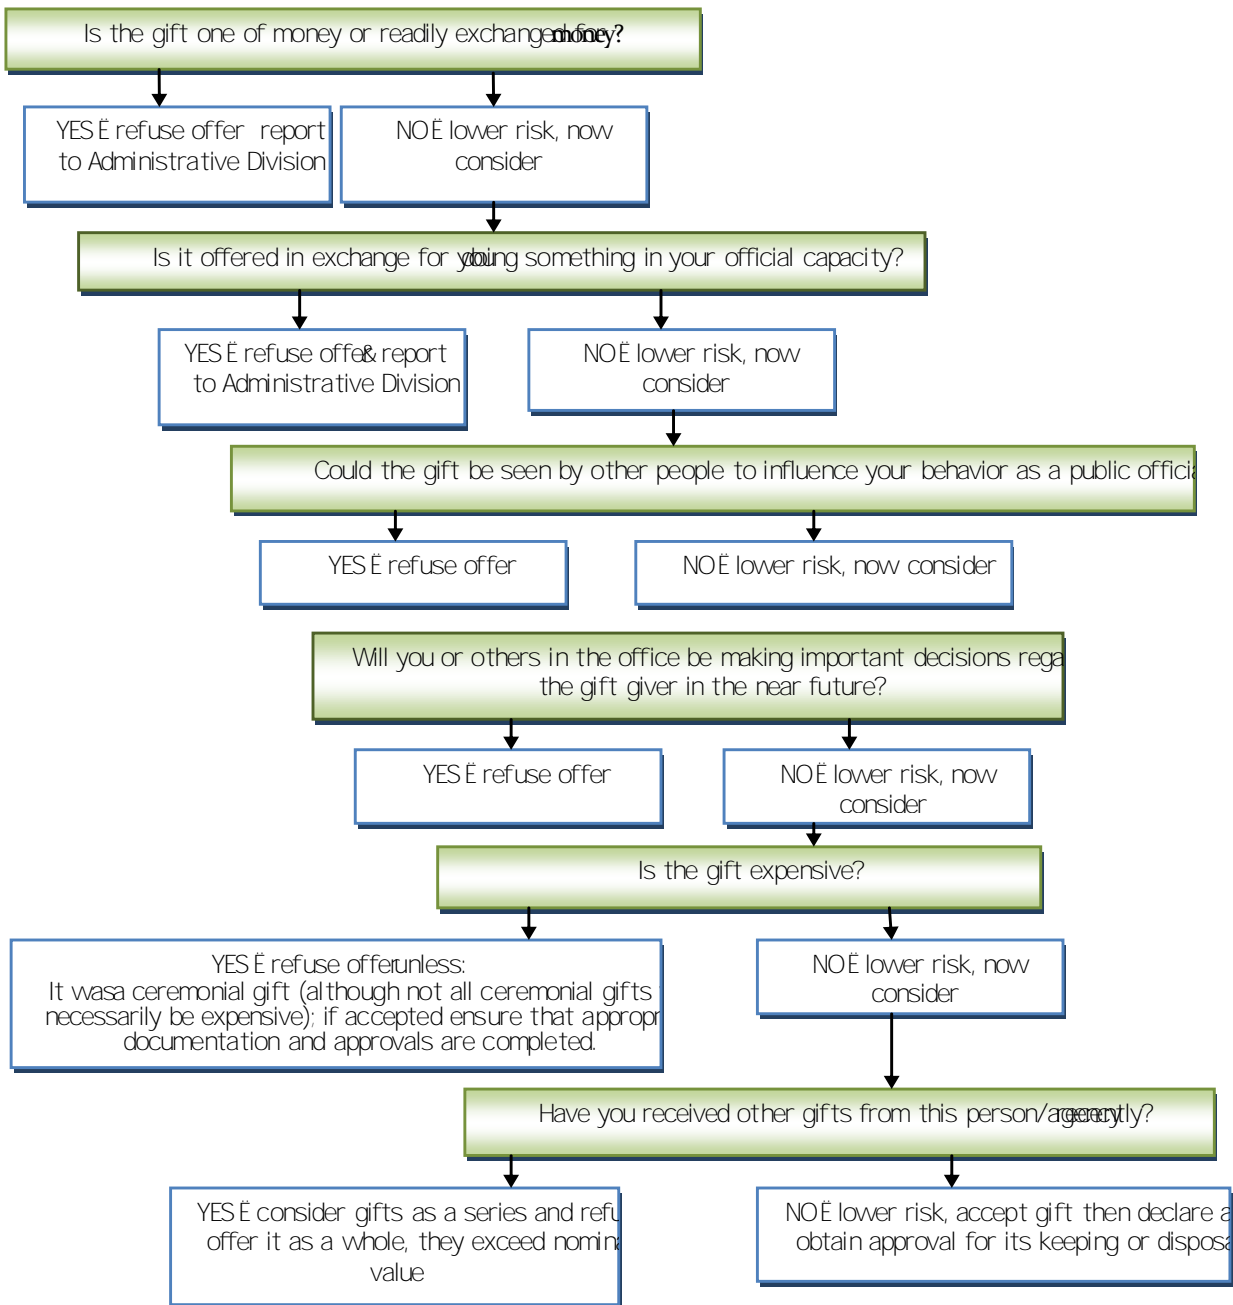 Is the gift one of money or readily exchanged for money?
YES Ë refuse offer report
to Administrative Division
NO Ë lower risk, now
consider
Is it offered in exchange for your doing something in your official capacity?
YES Ë refuse offer & report
to Administrative Division
NO Ë lower risk, now
consider
Could the gift be seen by other people to influence your behavior as a public officia
YES Ë refuse offer
NO Ë lower risk, now consider
Will you or others in the office be making important decisions rega
the gift giver in the near future?
YES Ë refuse offer
NO Ë lower risk, now
consider
Is the gift expensive?
YES Ë refuse offer unless:
It was a ceremonial gift (although not all ceremonial gifts
necessarily be expensive); if accepted ensure that appropr
documentation and approvals are completed.
NO Ë lower risk, now
consider
Have you received other gifts from this person/agency recently?
YES Ë consider gifts as a series and refu
offer it as a whole, they exceed nomina
value
NO Ë lower risk, accept gift then declare a
obtain approval for its keeping or disposa